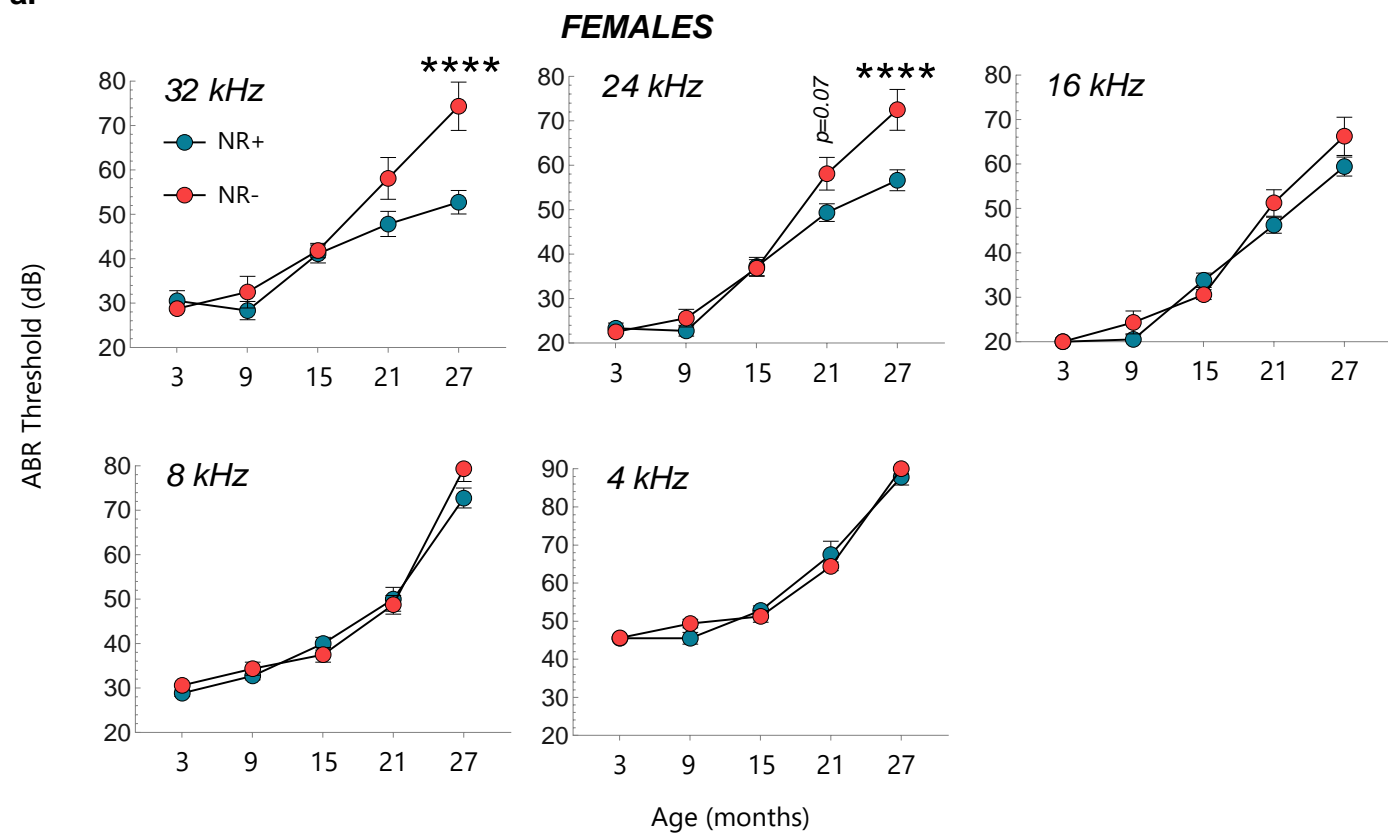 a.
FEMALES
32 kHz
****
NR+
NR-
80
70
60
50
40
30
20
3 9 15 21 27
24 kHz
p=0.07
****
80
70
60
50
40
30
20
3 9 15 21 27
16 kHz
80
70
60
50
40
30
20
3 9 15 21 27
ABR Threshold (dB)
8 kHz
80
70
60
50
40
30
20
3 9 15 21 27
4 kHz
90
80
70
60
50
40
30
20
3 9 15 21 27
Age (months)